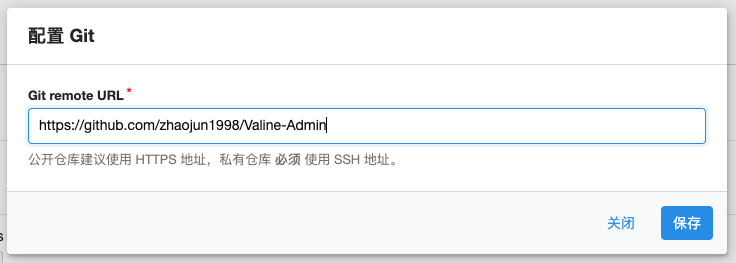 配置 Git
Git remote URL*
https://github.com/zhaojun1998/Valine-Admin
公开仓库建议使用 HTTPS 地址，私有仓库 必须 使用 SSH 地址。
关闭 保存
s